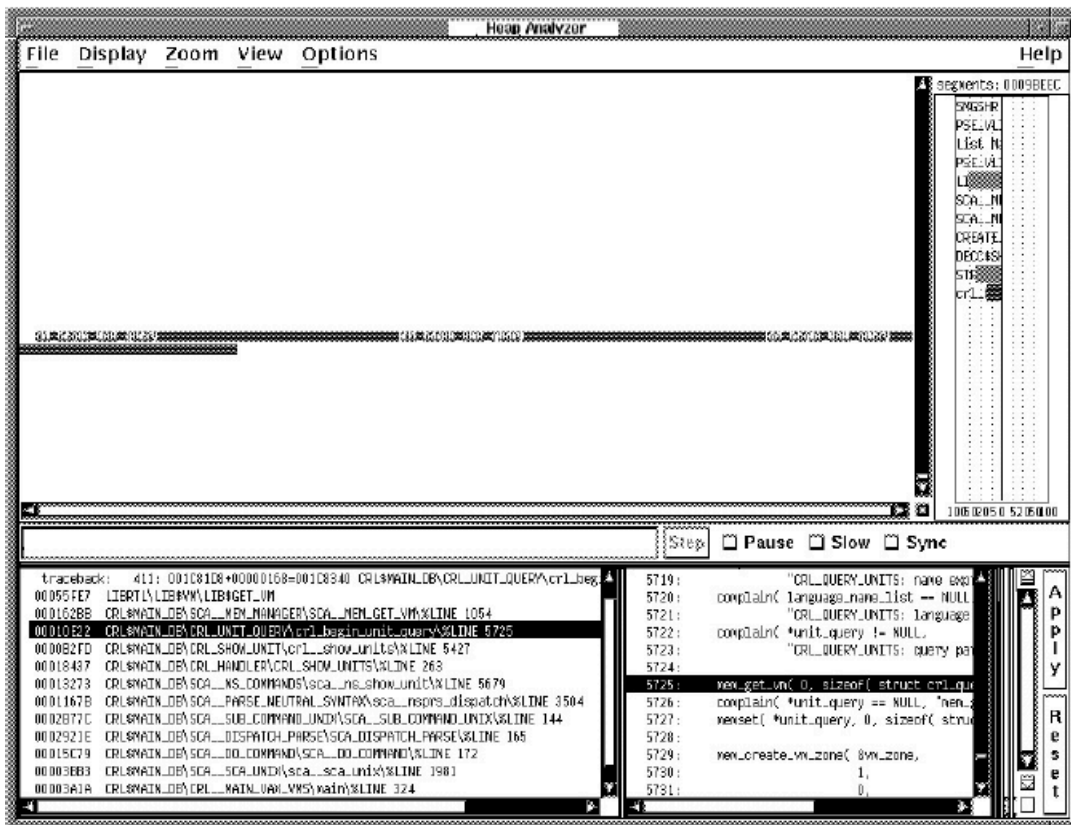 Heap Analyzer
File Display Zoom View Options Help
segments: 0009BEEC
SMGSHR
PSE_VL
List N
PSE_VL
LI
SCA__N
SCA__N
CREATE
DECC$S
STR
crl_
Step Pause Slow Sync
traceback: 411: 001C81D8+00000168=001C8340 CRL$MAIN_DB\CRL_UNIT_QUERY\crl_beg
00055FE7 LIBRTL\LIB$VM\LIB$GET_VM
000162BB CRL$MAIN_DB\SCA__MEM_MANAGER\SCA__MEM_GET_VM\%LINE 1054
00010E22 CRL$MAIN_DB\CRL_UNIT_QUERY\crl_begin_unit_query\%LINE 5725
0000B2FD CRL$MAIN_DB\CRL_SHOW_UNIT\crl__show_units\%LINE 5427
00018437 CRL$MAIN_DB\CRL_HANDLER\CRL_SHOW_UNITS\%LINE 263
00013273 CRL$MAIN_DB\SCA__NS_COMMANDS\sca__ns_show_unit\%LINE 5679
0001167B CRL$MAIN_DB\SCA__PARSE_NEUTRAL_SYNTAX\sca__nsprs_dispatch\%LINE 3504
0002B77C CRL$MAIN_DB\SCA__SUB_COMMAND_UNIX\SCA__SUB_COMMAND_UNIX\%LINE 144
0002921E CRL$MAIN_DB\SCA__DISPATCH_PARSE\SCA_DISPATCH_PARSE\%LINE 165
00015C79 CRL$MAIN_DB\SCA__DO_COMMAND\SCA__DO_COMMAND\%LINE 172
00003BB3 CRL$MAIN_DB\SCA__SCA_UNIX\sca__sca_unix\%LINE 1981
00003A1A CRL$MAIN_DB\CRL__MAIN_VAX_VMS\main\%LINE 324
5719: "CRL_QUERY_UNITS: name exp
5720: complain( language_name_list == NULL
5721: "CRL_QUERY_UNITS: language
5722: complain( *unit_query != NULL,
5723: "CRL_QUERY_UNITS: query pa
5724:
5725: mem_get_vm( 0, sizeof( struct crl_que
5726: complain( *unit_query == NULL, "mem_
5727: memset( *unit_query, 0, sizeof( stru
5728:
5729: mem_create_vm_zone( &vm_zone,
5730: 1,
5731: 0,
Apply
Reset